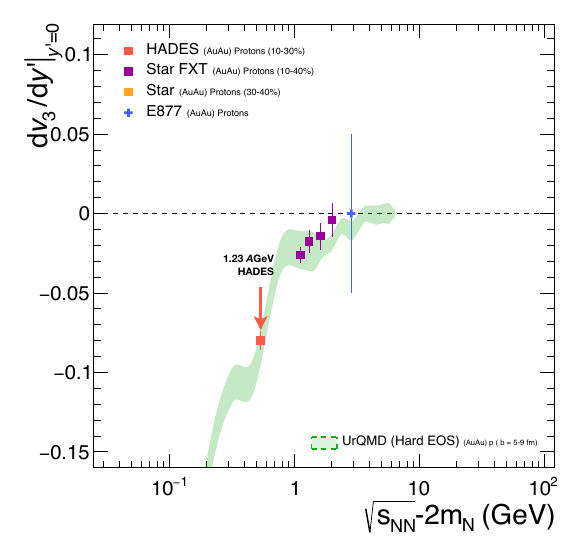 dv₃/dy'|y'=0
HADES (AuAu) Protons (10-30%)
Star FXT (AuAu) Protons (10-40%)
Star (AuAu) Protons (30-40%)
E877 (AuAu) Protons
0.1
0.05
0
−0.05
−0.1
−0.15
1.23 AGeV
HADES
UrQMD (Hard EOS) (AuAu) p ( b = 5-9 fm)
10⁻¹ 1 10 10²
√sNN-2mN (GeV)